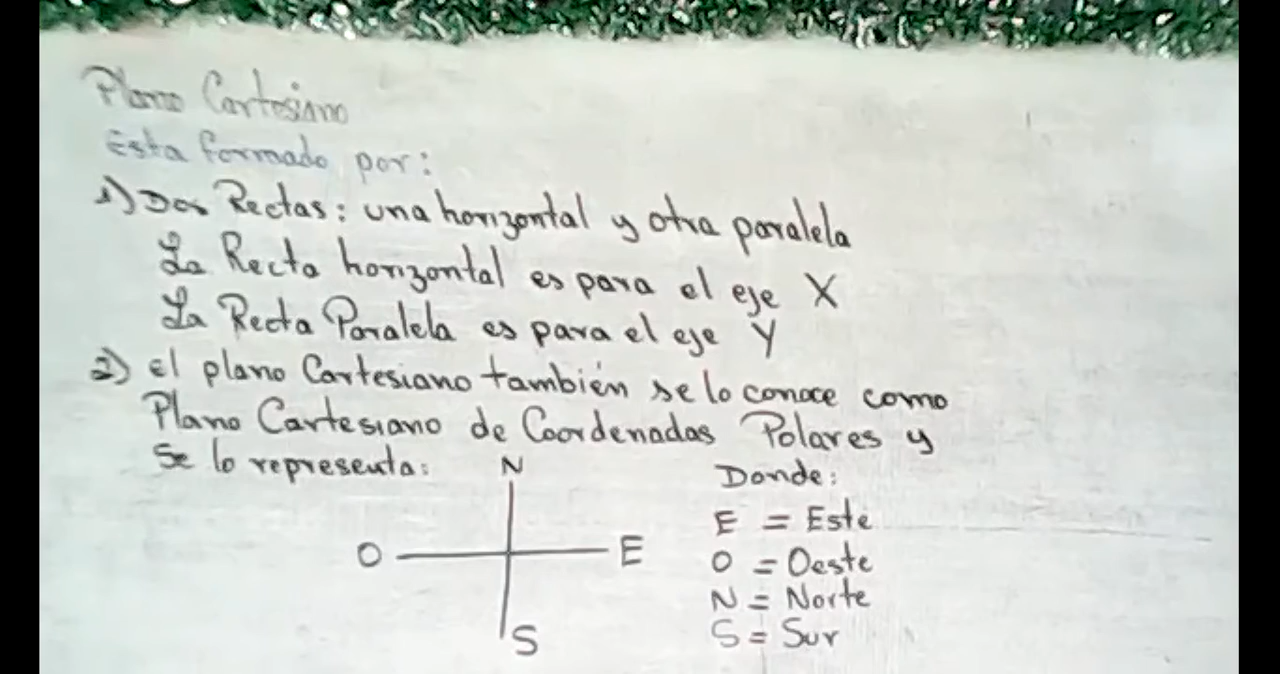 Plano Cartesiano
Esta formado por:
1) Dos Rectas: una horizontal y otra paralela
La Recta horizontal es para el eje X
La Recta Paralela es para el eje Y
2) el plano Cartesiano también se lo conoce como
Plano Cartesiano de Coordenadas Polares y
Se lo representa:
N
O E
S
Donde:
E = Este
O = Oeste
N = Norte
S = Sur